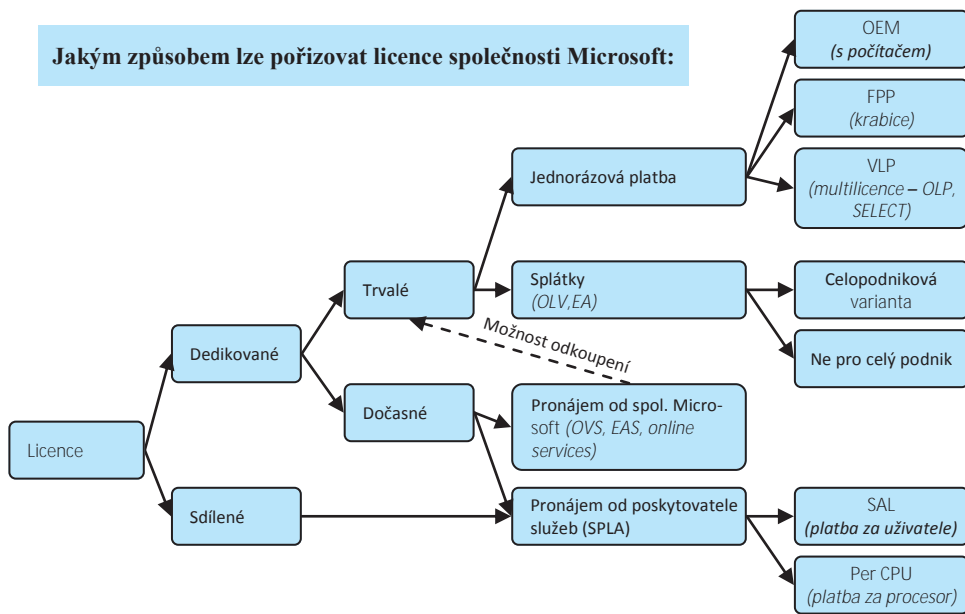 Jakým způsobem lze pořizovat licence společnosti Microsoft:
OEM
(s počítačem)
FPP
(krabice)
VLP
(multilicence – OLP,
SELECT)
Jednorázová platba
Trvalé
Splátky
(OLV,EA)
Celopodniková
varianta
Ne pro celý podnik
Možnost odkoupení
Dedikované
Dočasné
Pronájem od spol. Micro-
soft (OVS, EAS, online
services)
Licence
Sdílené
Pronájem od poskytovatele
služeb (SPLA)
SAL
(platba za uživatele)
Per CPU
(platba za procesor)